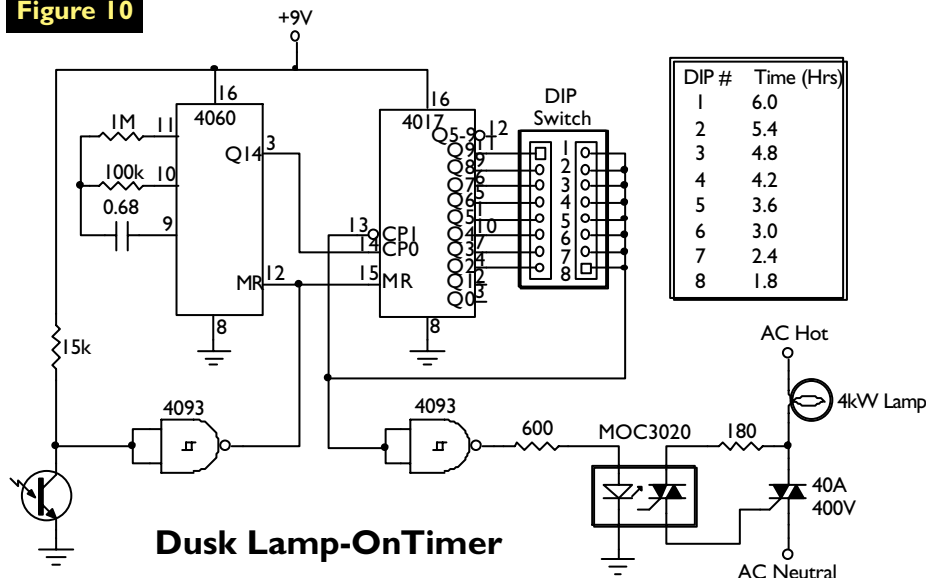 Figure 10
+9V
16
4060
1M
11
Q14
3
100k
10
0.68
9
MR
12
8
15k
16
4017
Q5-9
12
Q9
11
Q8
9
Q7
6
Q6
5
Q5
1
Q4
10
Q3
7
Q2
4
Q1
2
Q0
3
13
CP1
14
CP0
15
MR
8
DIP
Switch
1
2
3
4
5
6
7
8
DIP # Time (Hrs)
1 6.0
2 5.4
3 4.8
4 4.2
5 3.6
6 3.0
7 2.4
8 1.8
AC Hot
4kW Lamp
4093
4093
600
MOC3020
180
40A
400V
AC Neutral
Dusk Lamp-OnTimer